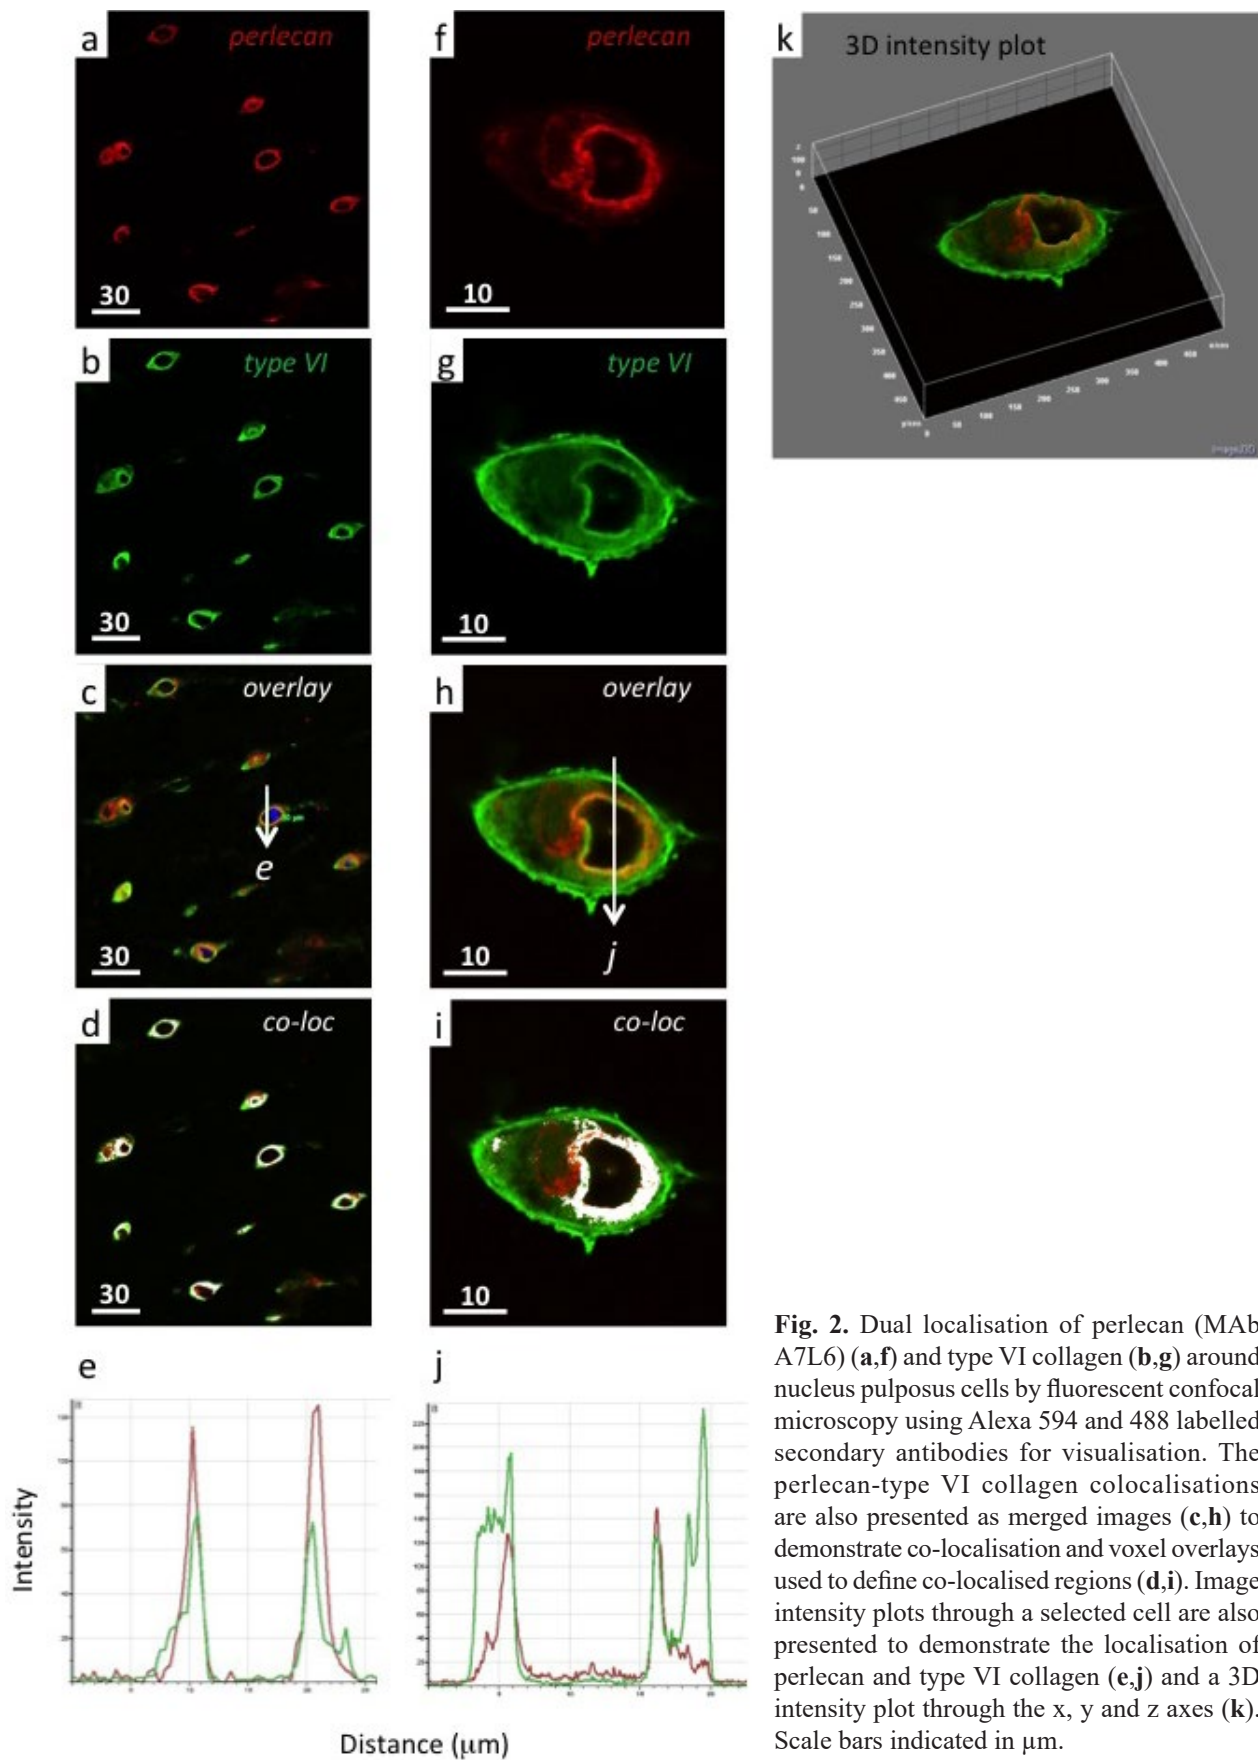 a
perlecan
30
b
type VI
30
c
overlay
e
30
d
co-loc
30
e
Intensity
f
perlecan
10
g
type VI
10
h
overlay
j
10
i
co-loc
10
j
Distance (µm)
k
3D intensity plot
Fig. 2. Dual localisation of perlecan (MAb
A7L6) (a,f) and type VI collagen (b,g) around
nucleus pulposus cells by fluorescent confocal
microscopy using Alexa 594 and 488 labelled
secondary antibodies for visualisation. The
perlecan-type VI collagen colocalisations
are also presented as merged images (c,h) to
demonstrate co-localisation and voxel overlays
used to define co-localised regions (d,i). Image
intensity plots through a selected cell are also
presented to demonstrate the localisation of
perlecan and type VI collagen (e,j) and a 3D
intensity plot through the x, y and z axes (k).
Scale bars indicated in µm.